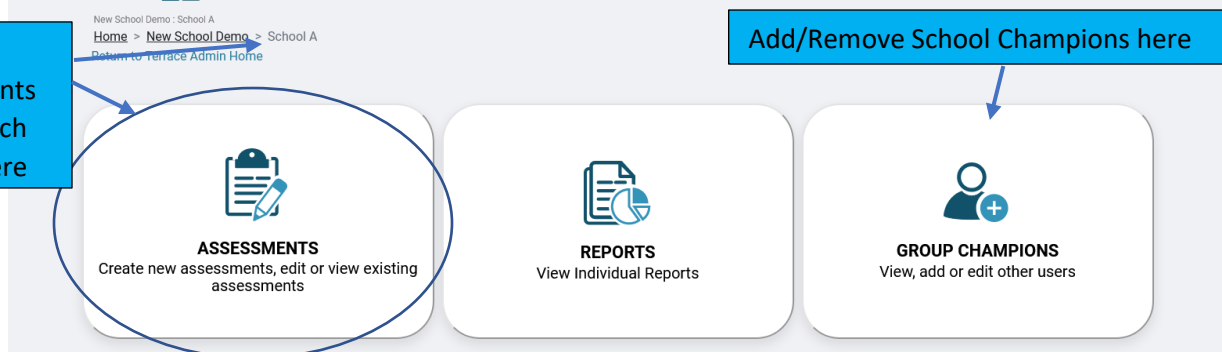 New School Demo : School A
Home > New School Demo > School A
Return to Terrace Admin Home
nts
ch
ere
Add/Remove School Champions here
ASSESSMENTS
Create new assessments, edit or view existing
assessments
REPORTS
View Individual Reports
GROUP CHAMPIONS
View, add or edit other users